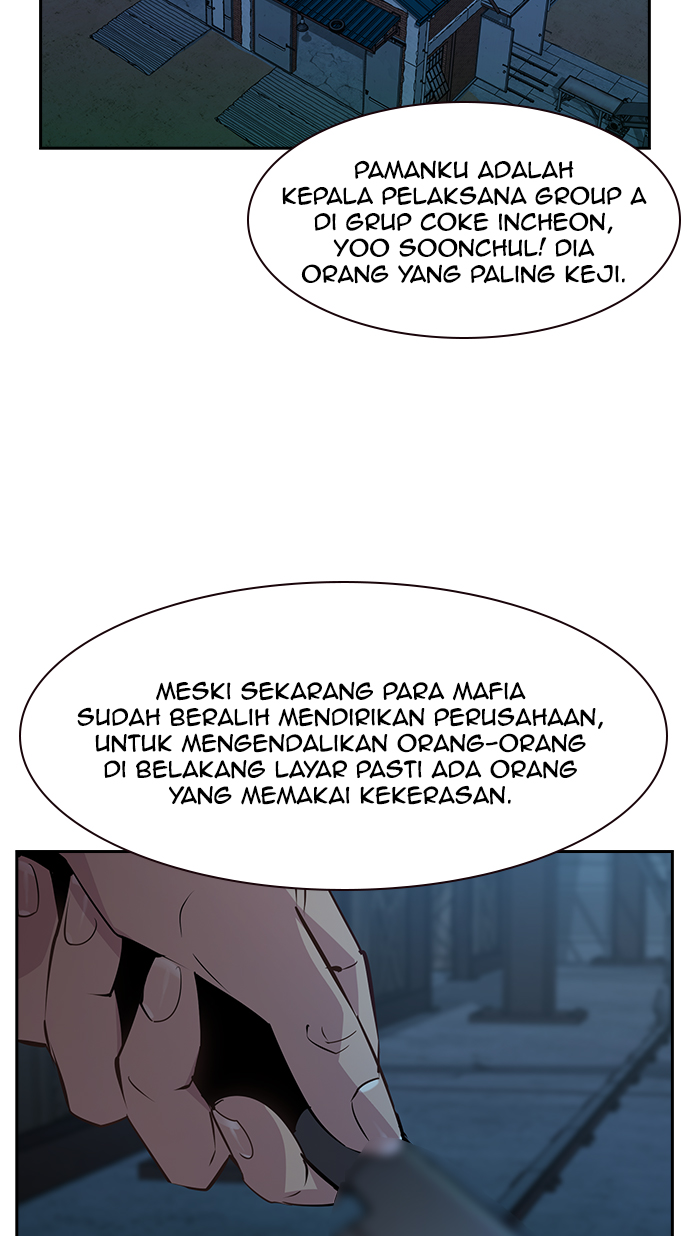 PAMANKU ADALAH
KEPALA PELAKSANA GROUP A
DI GRUP COKE INCHEON,
YOO SOONCHUL! DIA
ORANG YANG PALING KEJI.
MESKI SEKARANG PARA MAFIA
SUDAH BERALIH MENDIRIKAN PERUSAHAAN,
UNTUK MENGENDALIKAN ORANG-ORANG
DI BELAKANG LAYAR PASTI ADA ORANG
YANG MEMAKAI KEKERASAN.